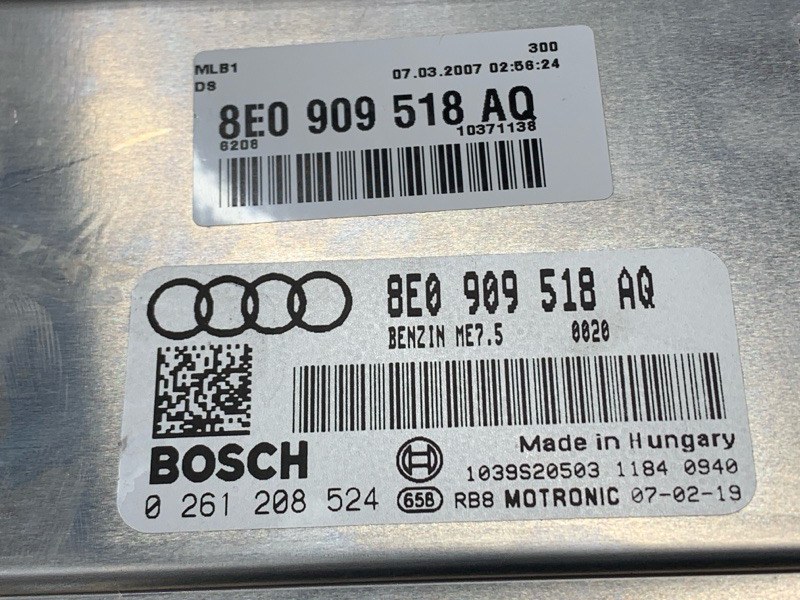 MLB1 300
DS 07.03.2007 02:56:24
8E0 909 518 AQ
6208 10371138
8E0 909 518 AQ
BENZIN ME7.5 0020
BOSCH Made in Hungary
1039S20503 1184 0940
0 261 208 524 65B RB8 MOTRONIC 07-02-19